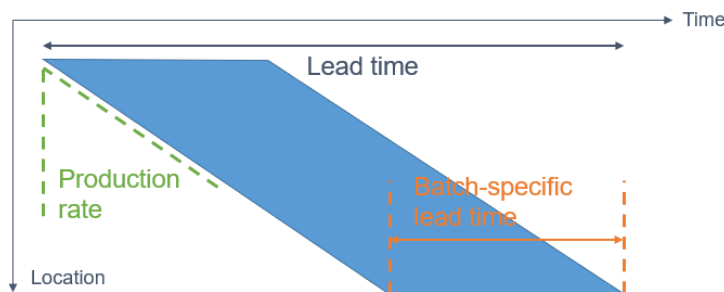 Time
Lead time
Production
rate
Batch-specific
lead time
Location